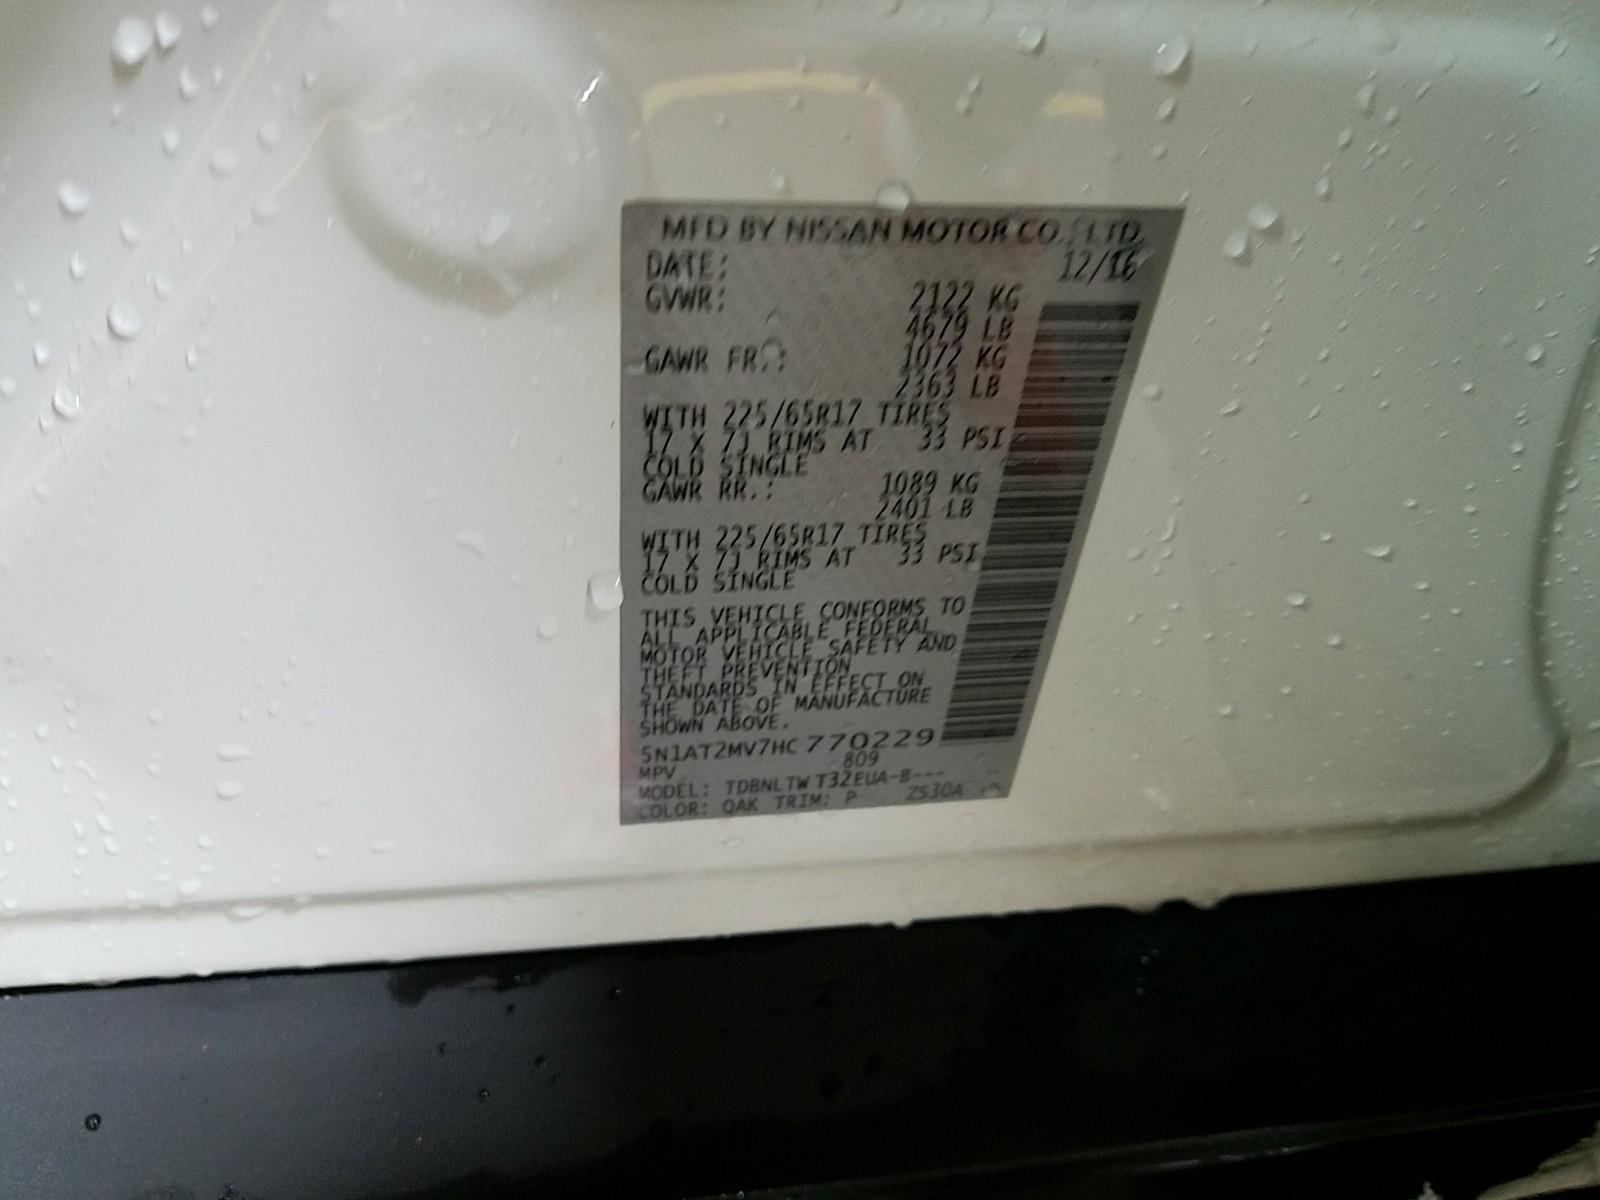 MFD BY NISSAN MOTOR CO., LTD.
DATE: 12/16
GVWR: 2122 KG
4679 LB
GAWR FR.: 1072 KG
2363 LB
WITH 225/65R17 TIRES
17 X 7J RIMS AT 33 PSI
COLD SINGLE
GAWR RR.: 1089 KG
2401 LB
WITH 225/65R17 TIRES
17 X 7J RIMS AT 33 PSI
COLD SINGLE
THIS VEHICLE CONFORMS TO
ALL APPLICABLE FEDERAL
MOTOR VEHICLE SAFETY AND
THEFT PREVENTION
STANDARDS IN EFFECT ON
THE DATE OF MANUFACTURE
SHOWN ABOVE.
5N1AT2MV7HC770229
MPV 809
MODEL: TDBNLTW T32EUA-B---
COLOR: QAK TRIM: P ZS30A